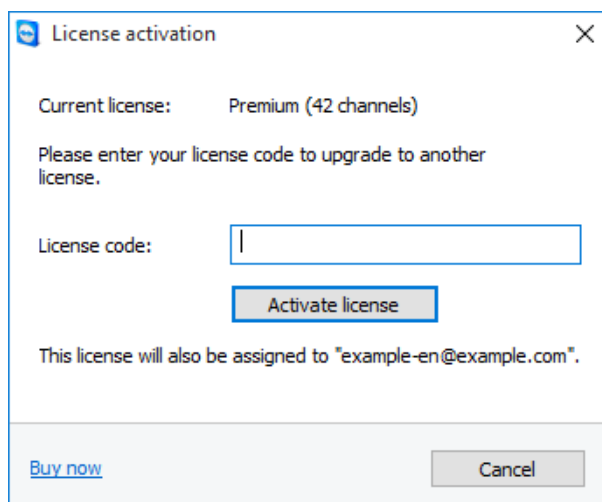 License activation
Current license: Premium (42 channels)
Please enter your license code to upgrade to another
license.
License code:
Activate license
This license will also be assigned to "example-en@example.com".
Buy now Cancel